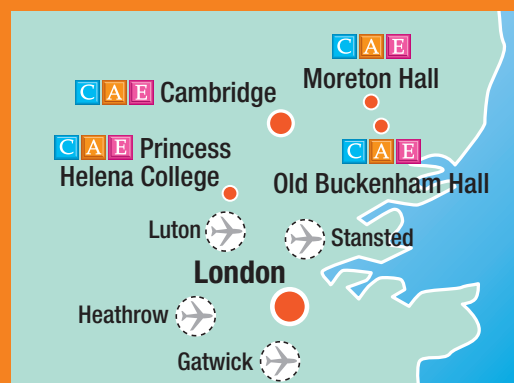 CAE
Moreton Hall
CAE Cambridge
CAE Princess
Helena College
CAE
Old Buckenham Hall
Luton
Stansted
London
Heathrow
Gatwick